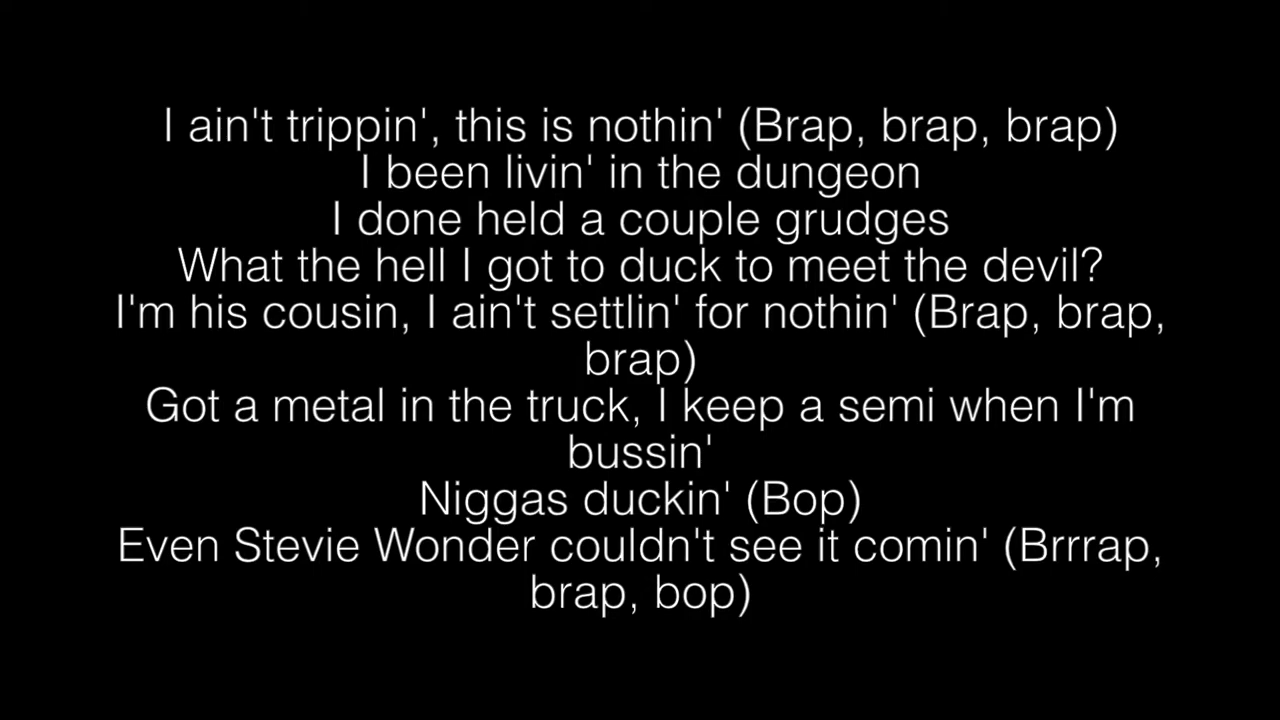 I ain't trippin', this is nothin' (Brap, brap, brap)
I been livin' in the dungeon
I done held a couple grudges
What the hell I got to duck to meet the devil?
I'm his cousin, I ain't settlin' for nothin' (Brap, brap,
brap)
Got a metal in the truck, I keep a semi when I'm
bussin'
Niggas duckin' (Bop)
Even Stevie Wonder couldn't see it comin' (Brrrap,
brap, bop)